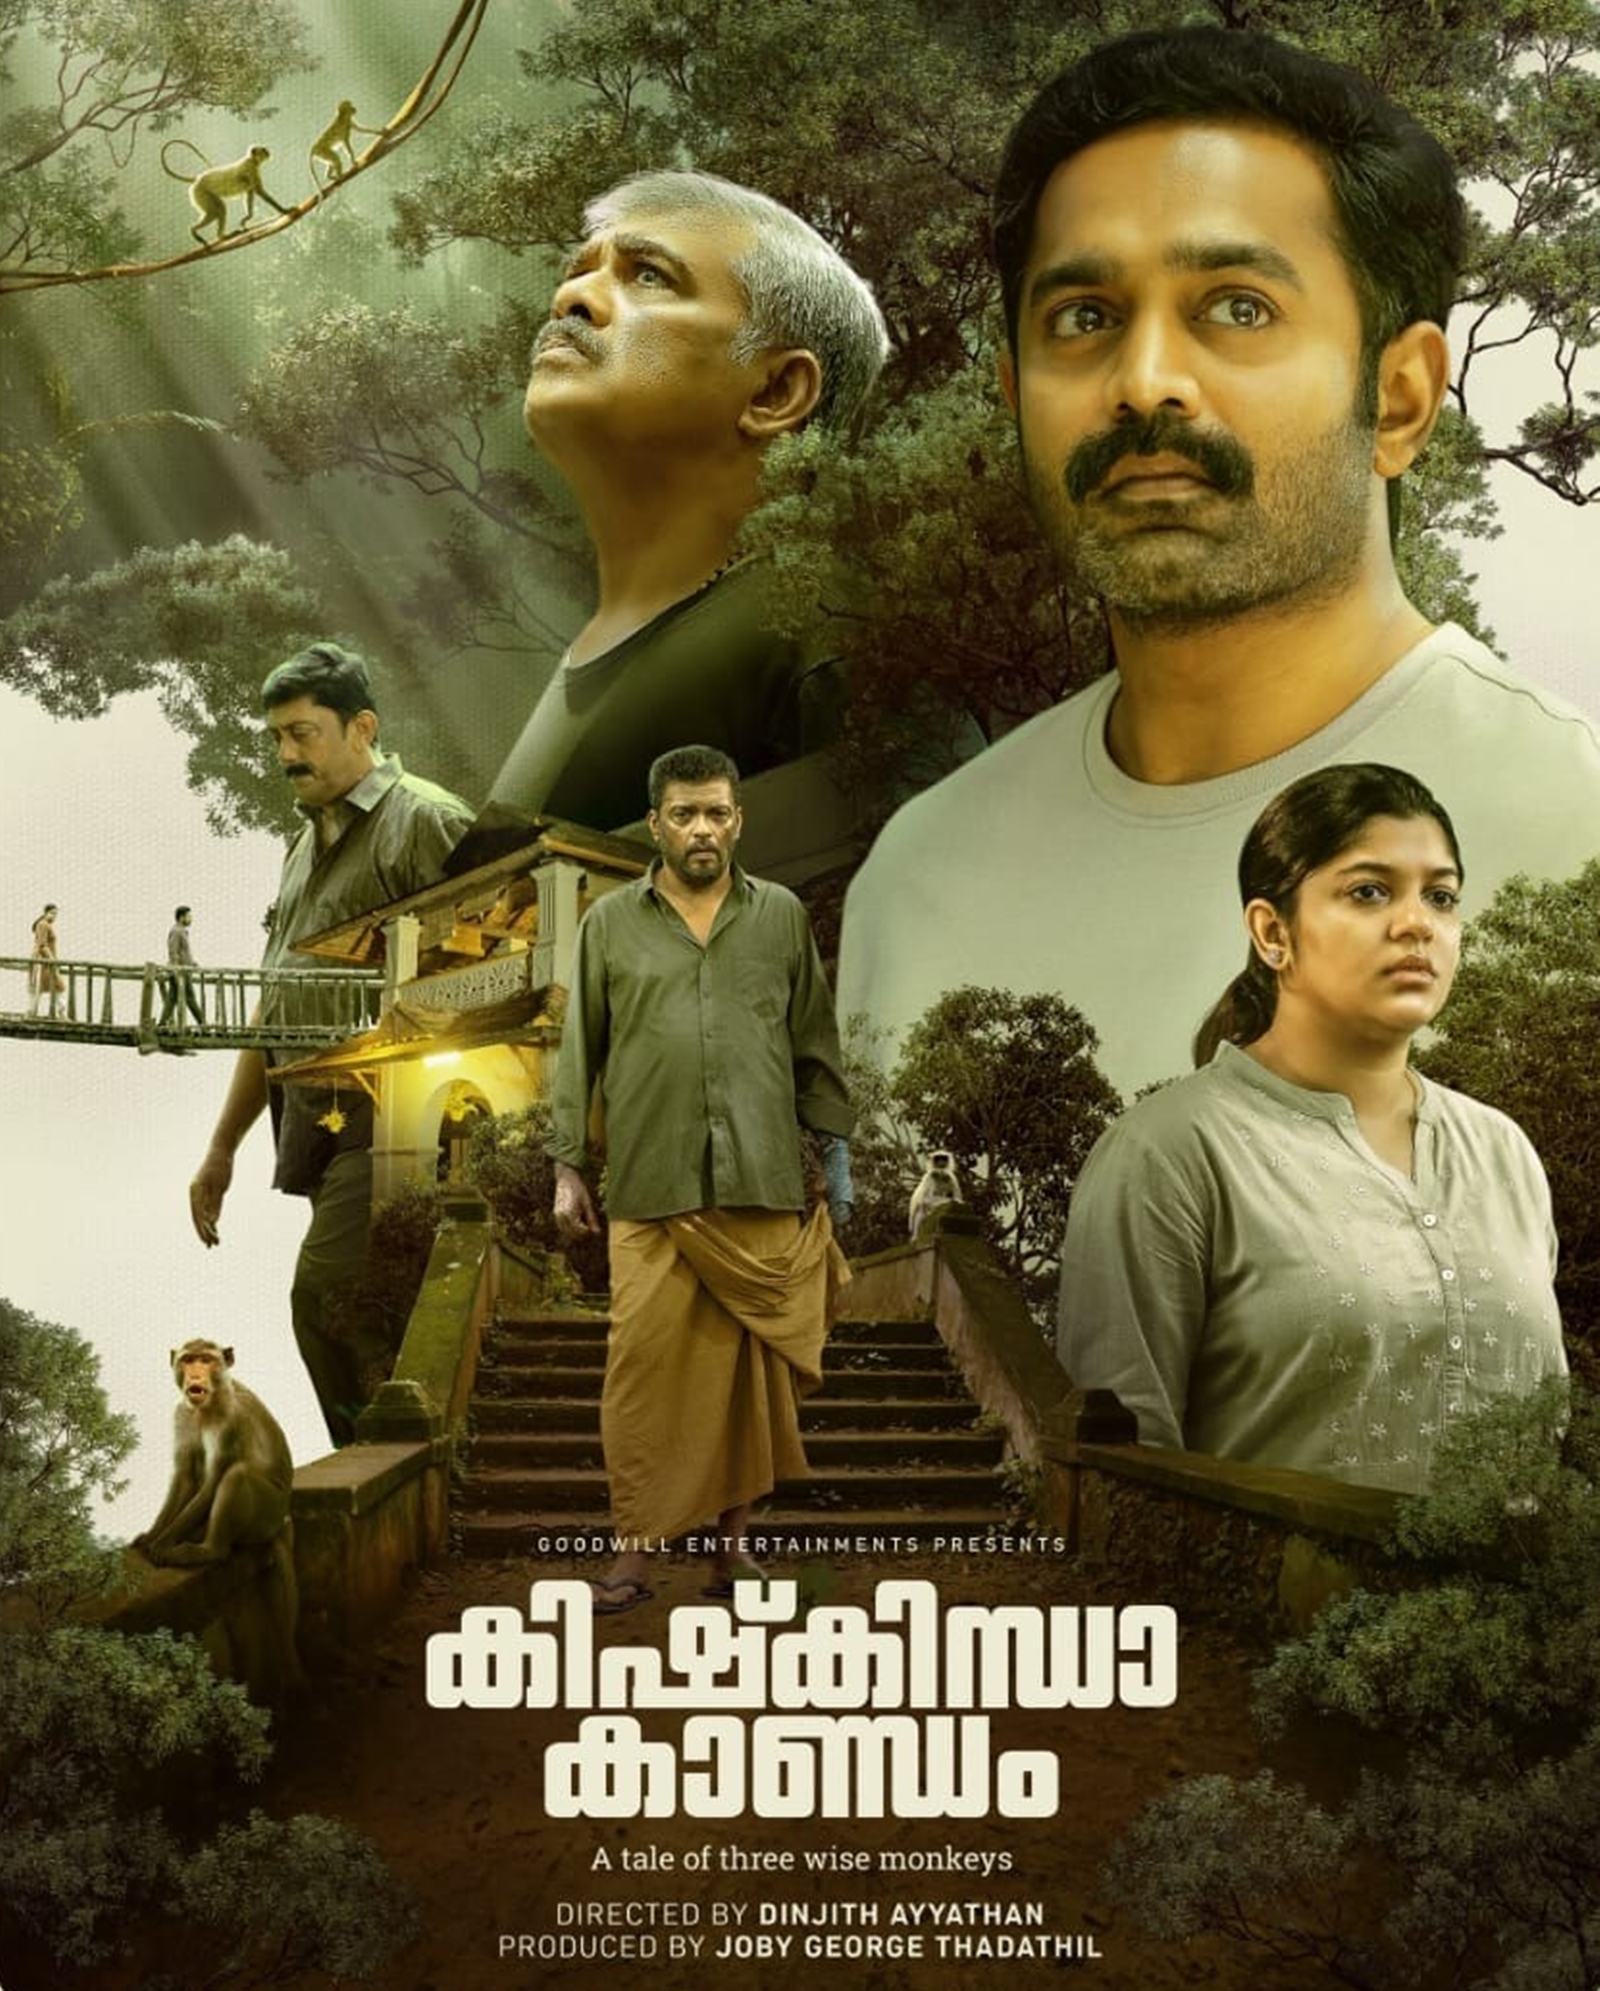 GOODWILL ENTERTAINMENTS PRESENTS
കിഷ്കിന്ധാ
കാണ്ഡം
A tale of three wise monkeys
DIRECTED BY DINJITH AYYATHAN
PRODUCED BY JOBY GEORGE THADATHIL